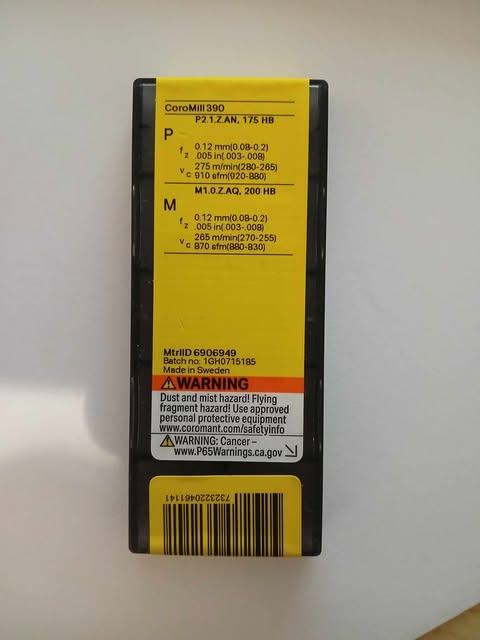 CoroMill 390
P2.1.Z.AN, 175 HB
P
fz 0.12 mm(0.08-0.2)
.005 in(.003-.008)
vc 275 m/min(280-265)
910 sfm(920-880)
M1.0.Z.AQ, 200 HB
M
fz 0.12 mm(0.08-0.2)
.005 in(.003-.008)
vc 265 m/min(270-255)
870 sfm(880-830)
MtrlID 6906949
Batch no: 1GH0715185
Made in Sweden
WARNING
Dust and mist hazard! Flying
fragment hazard! Use approved
personal protective equipment
www.coromant.com/safetyinfo
WARNING: Cancer –
www.P65Warnings.ca.gov
7323220461141